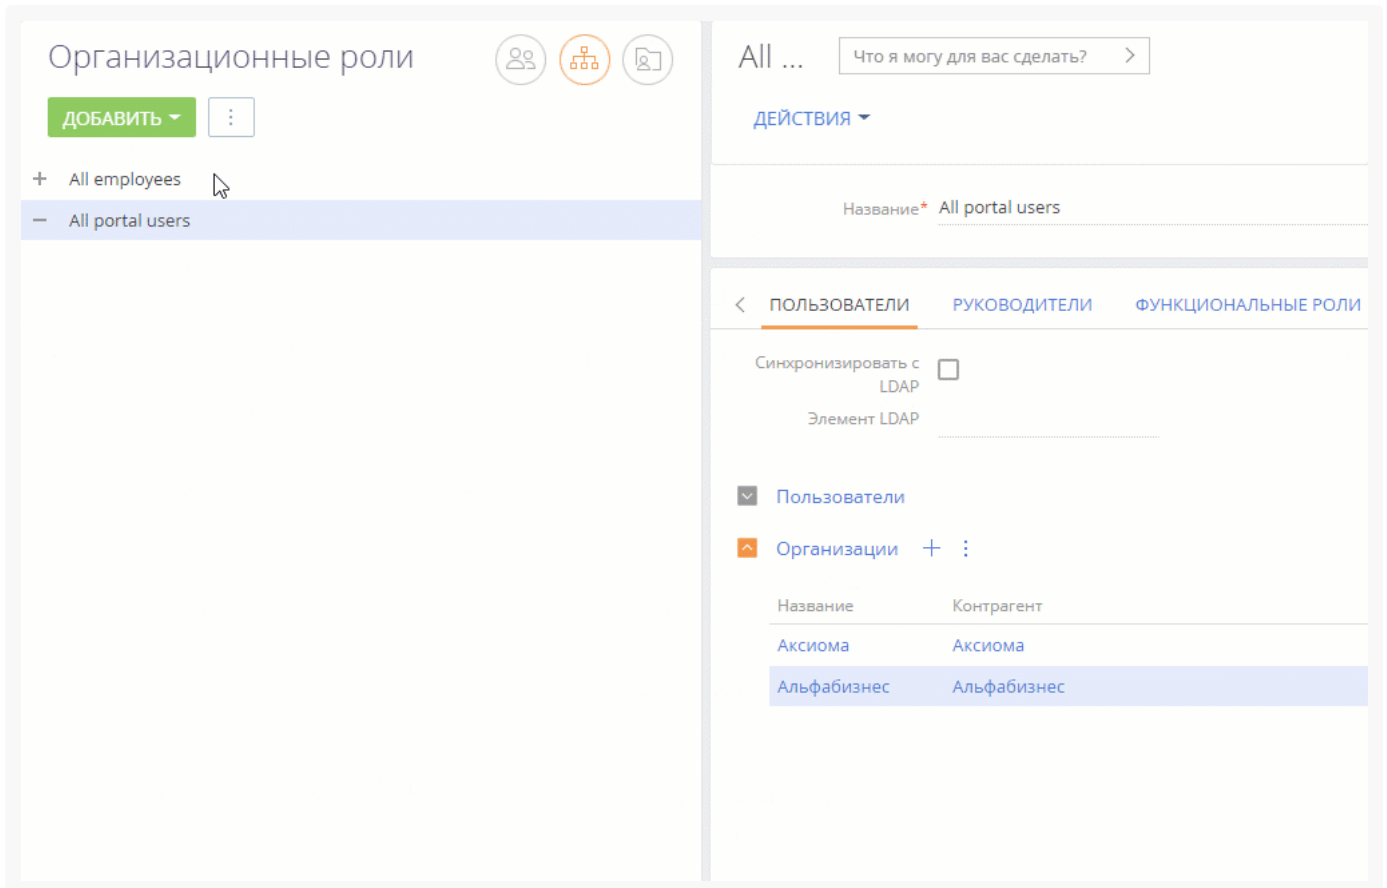 Организационные роли
ДОБАВИТЬ
All employees
All portal users
All ...
Что я могу для вас сделать?
ДЕЙСТВИЯ
Название* All portal users
ПОЛЬЗОВАТЕЛИ РУКОВОДИТЕЛИ ФУНКЦИОНАЛЬНЫЕ РОЛИ
Синхронизировать с
LDAP
Элемент LDAP
Пользователи
Организации
Название Контрагент
Аксиома Аксиома
Альфабизнес Альфабизнес